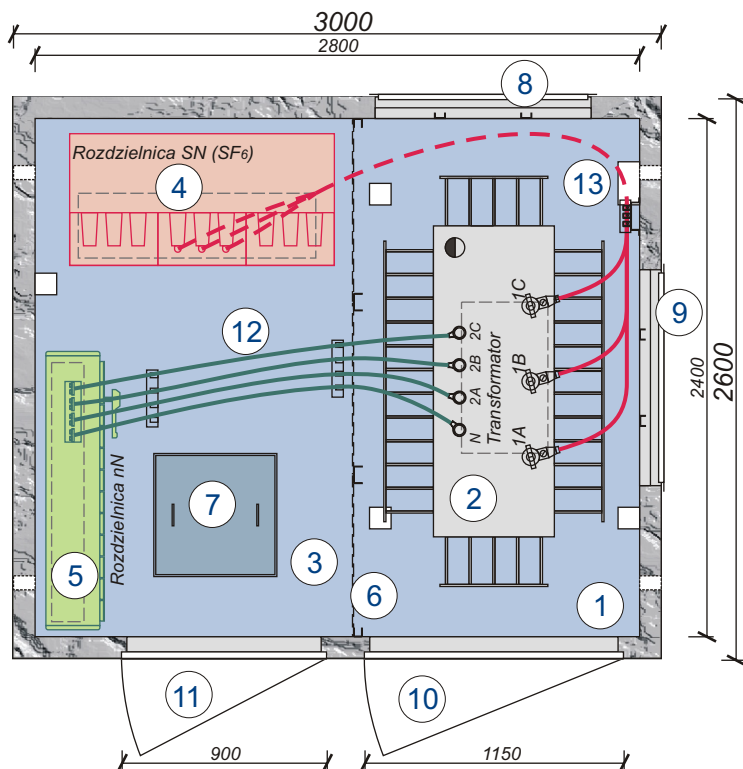 3000
2800
8
Rozdzielnica SN (SF6)
4
13
1C
9
12
2C
2B
1B
2A
Transformator
N
1A
2400
2600
7
2
Rozdzielnica nN
3
5
6
1
11
10
900
1150